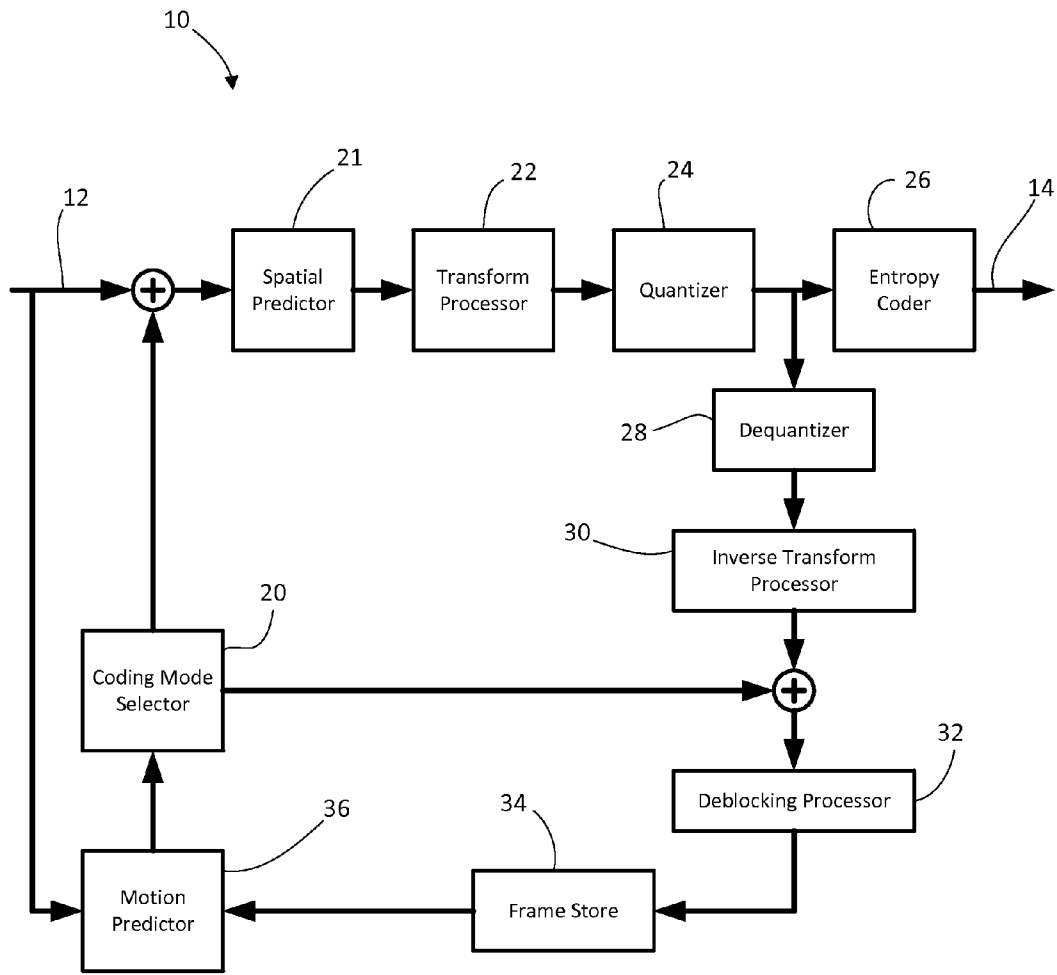 10
12
21
22
24
26
14
Spatial
Predictor
Transform
Processor
Quantizer
Entropy
Coder
28
Dequantizer
30
Inverse Transform
Processor
20
Coding Mode
Selector
32
Deblocking Processor
36
34
Motion
Predictor
Frame Store